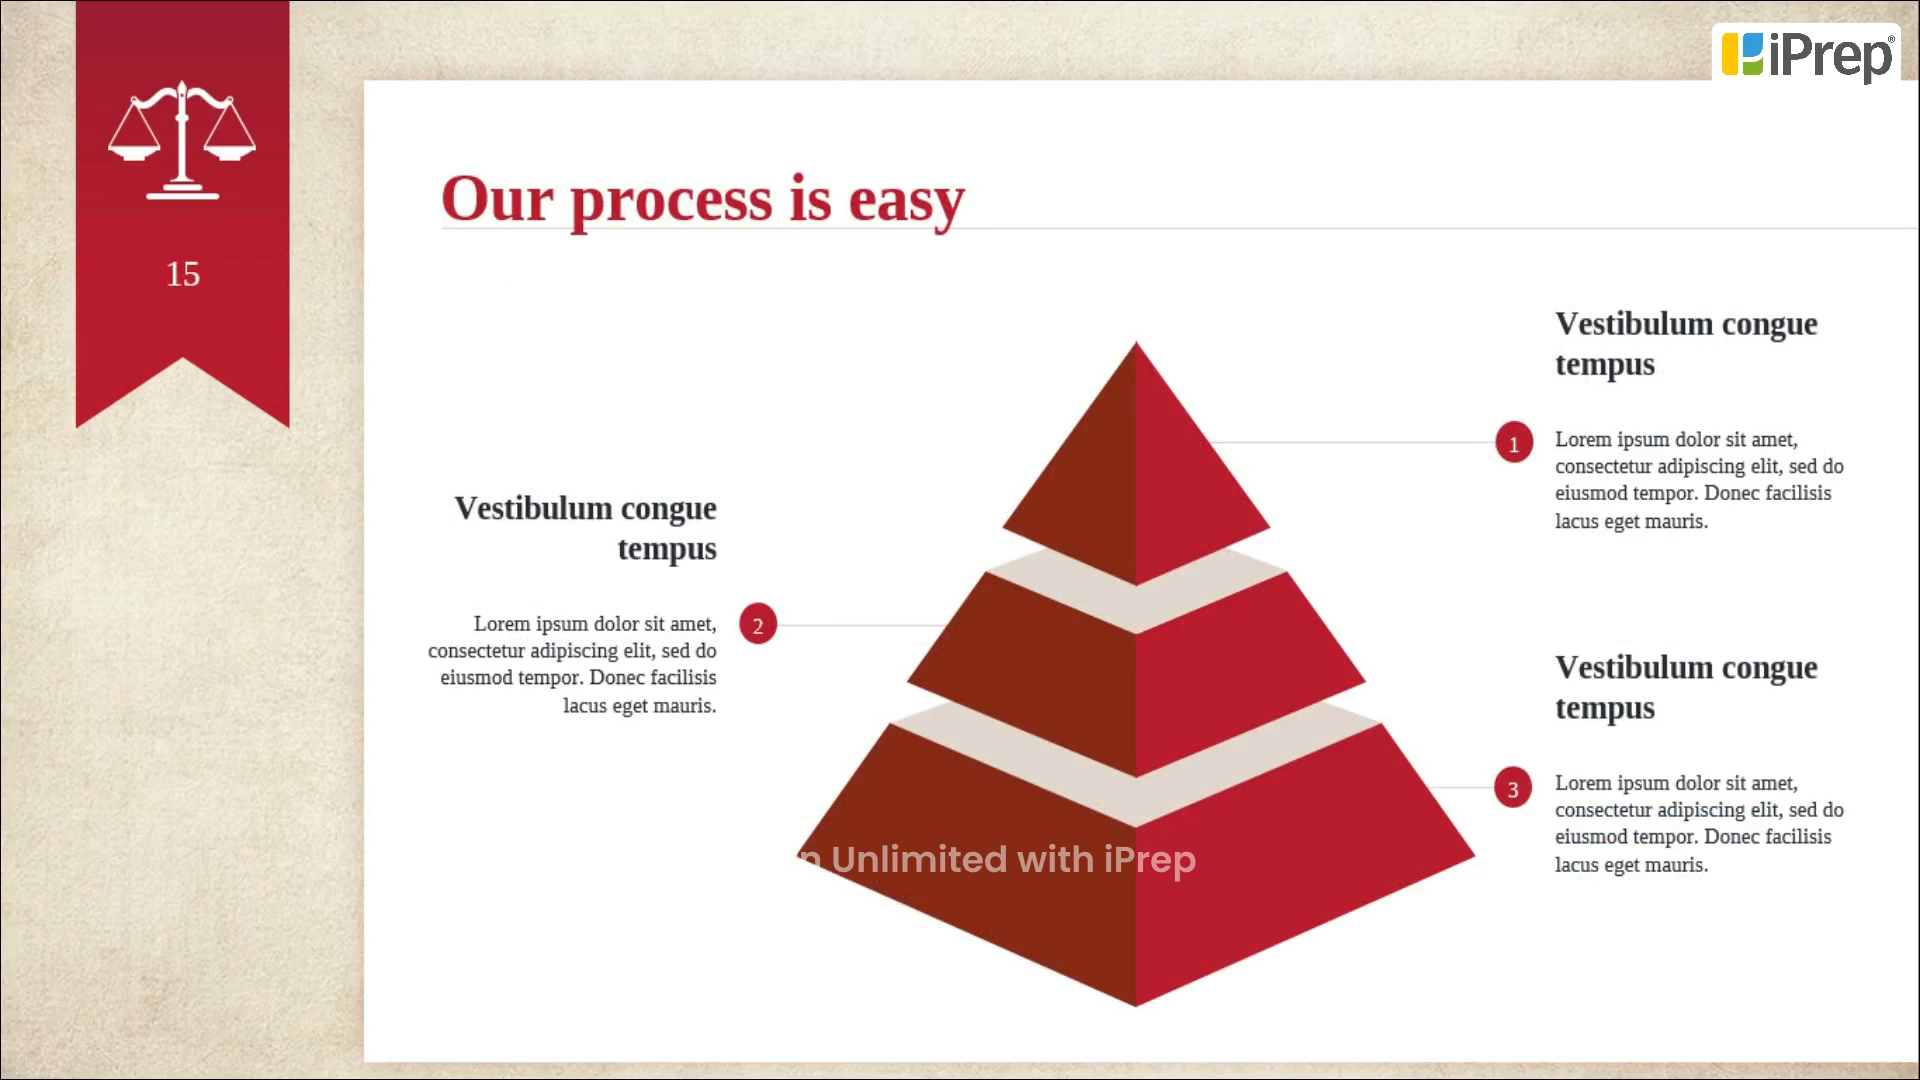 iPrep
15
Our process is easy
Vestibulum congue
tempus
1
Lorem ipsum dolor sit amet,
consectetur adipiscing elit, sed do
eiusmod tempor. Donec facilisis
lacus eget mauris.
Vestibulum congue
tempus
2
Lorem ipsum dolor sit amet,
consectetur adipiscing elit, sed do
eiusmod tempor. Donec facilisis
lacus eget mauris.
Vestibulum congue
tempus
3
Lorem ipsum dolor sit amet,
consectetur adipiscing elit, sed do
eiusmod tempor. Donec facilisis
lacus eget mauris.
Unlimited with iPrep